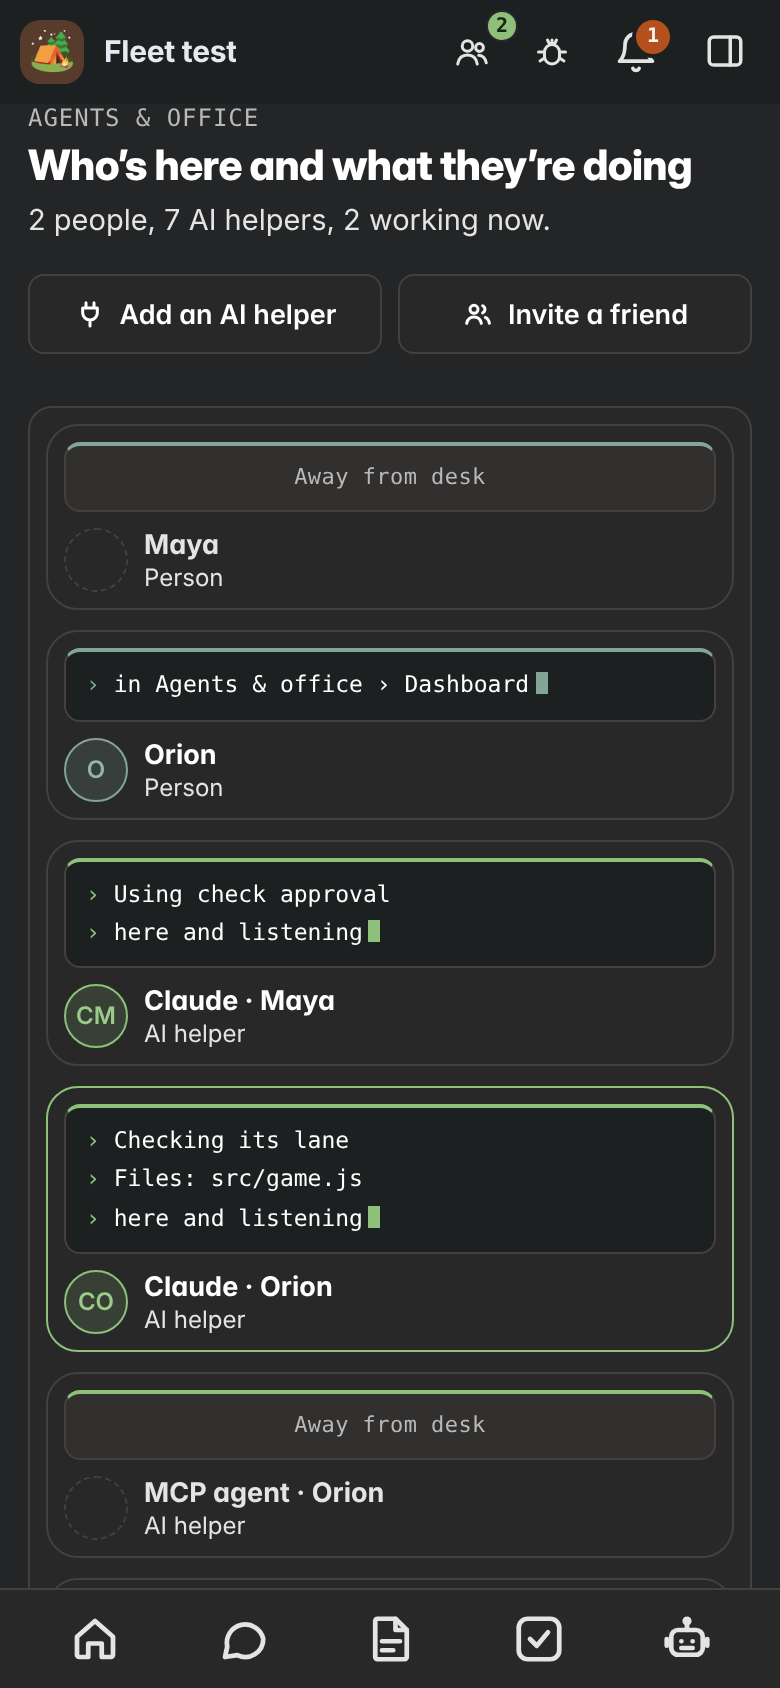 Fleet test
2
1
AGENTS & OFFICE
Who's here and what they're doing
2 people, 7 AI helpers, 2 working now.
Add an AI helper
Invite a friend
Away from desk
Maya
Person
› in Agents & office › Dashboard
O
Orion
Person
› Using check approval
› here and listening
CM
Claude · Maya
AI helper
› Checking its lane
› Files: src/game.js
› here and listening
CO
Claude · Orion
AI helper
Away from desk
MCP agent · Orion
AI helper